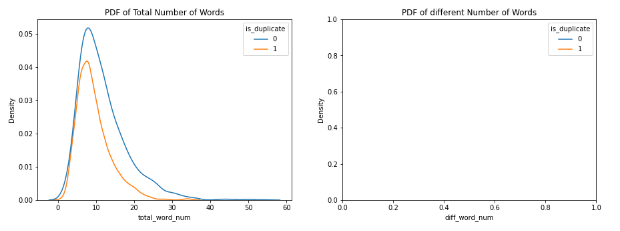 PDF of Total Number of Words
is_duplicate
0
1
0.05
0.04
0.03
0.02
0.01
0.00
Density
0 10 20 30 40 50 60
total_word_num
PDF of different Number of Words
is_duplicate
0
1
1.0
0.8
0.6
0.4
0.2
0.0
Density
0.0 0.2 0.4 0.6 0.8 1.0
diff_word_num